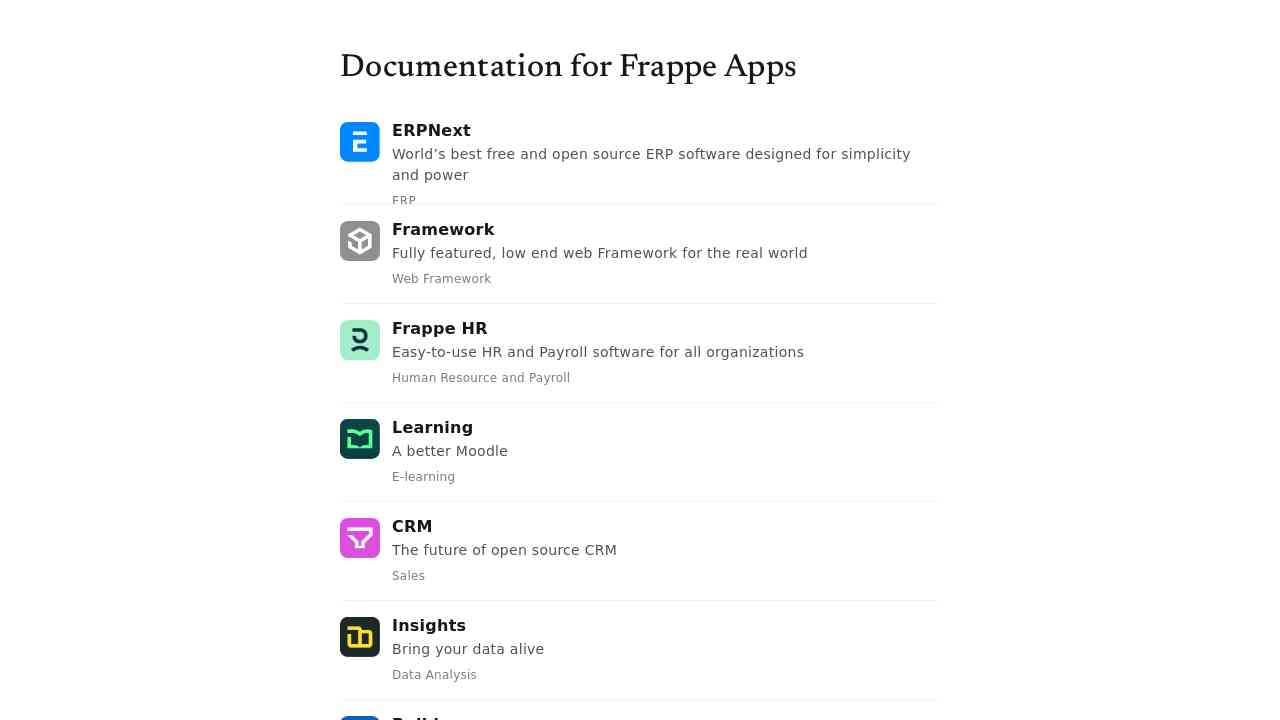 Documentation for Frappe Apps
ERPNext
World’s best free and open source ERP software designed for simplicity
and power
ERP
Framework
Fully featured, low end web Framework for the real world
Web Framework
Frappe HR
Easy-to-use HR and Payroll software for all organizations
Human Resource and Payroll
Learning
A better Moodle
E-learning
CRM
The future of open source CRM
Sales
Insights
Bring your data alive
Data Analysis